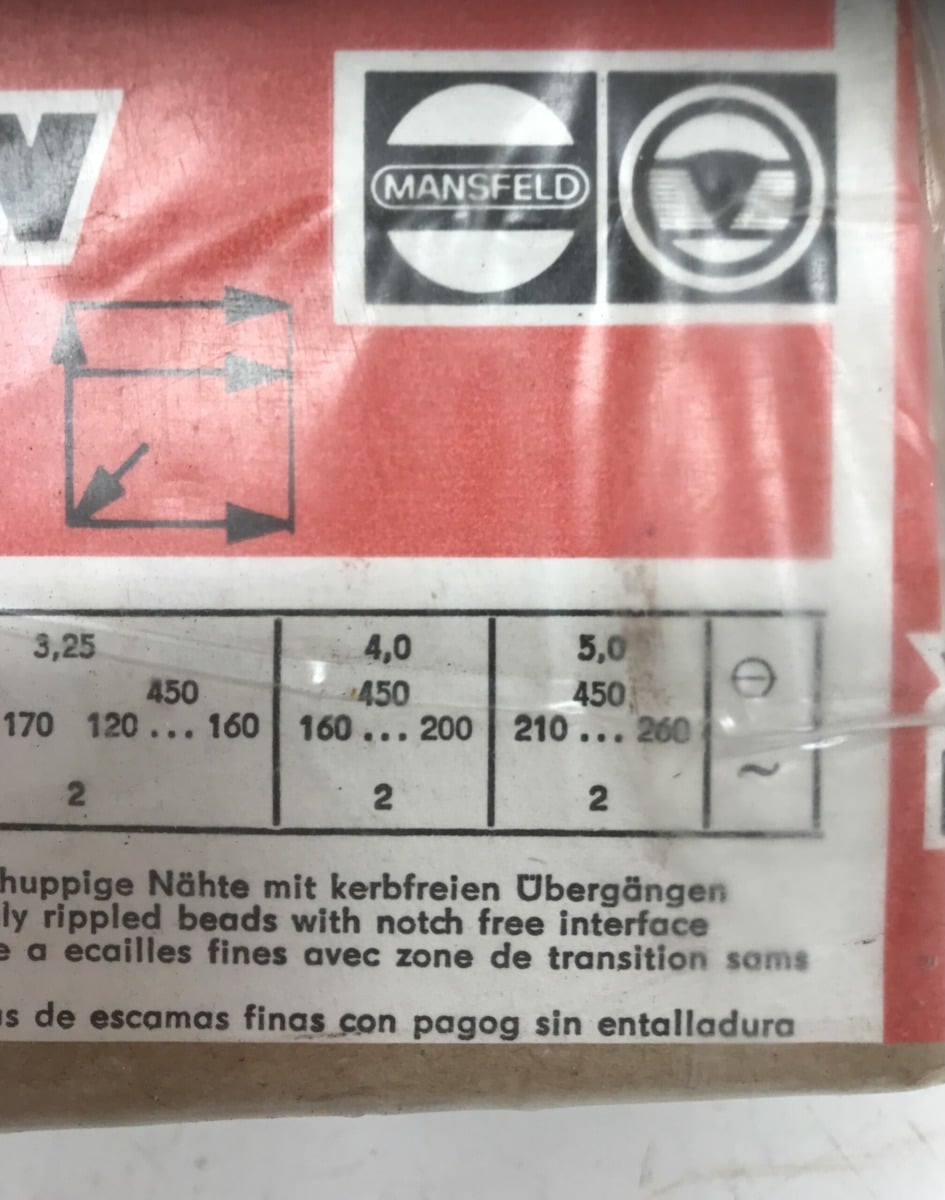 MANSFELD
3,25 4,0 5,0
450 450 450
170 120 ... 160 160 ... 200 210 ... 260
~
2 2 2
huppige Nähte mit kerbfreien Übergängen
ly rippled beads with notch free interface
e a ecailles fines avec zone de transition sams
as de escamas finas con pagog sin entalladura